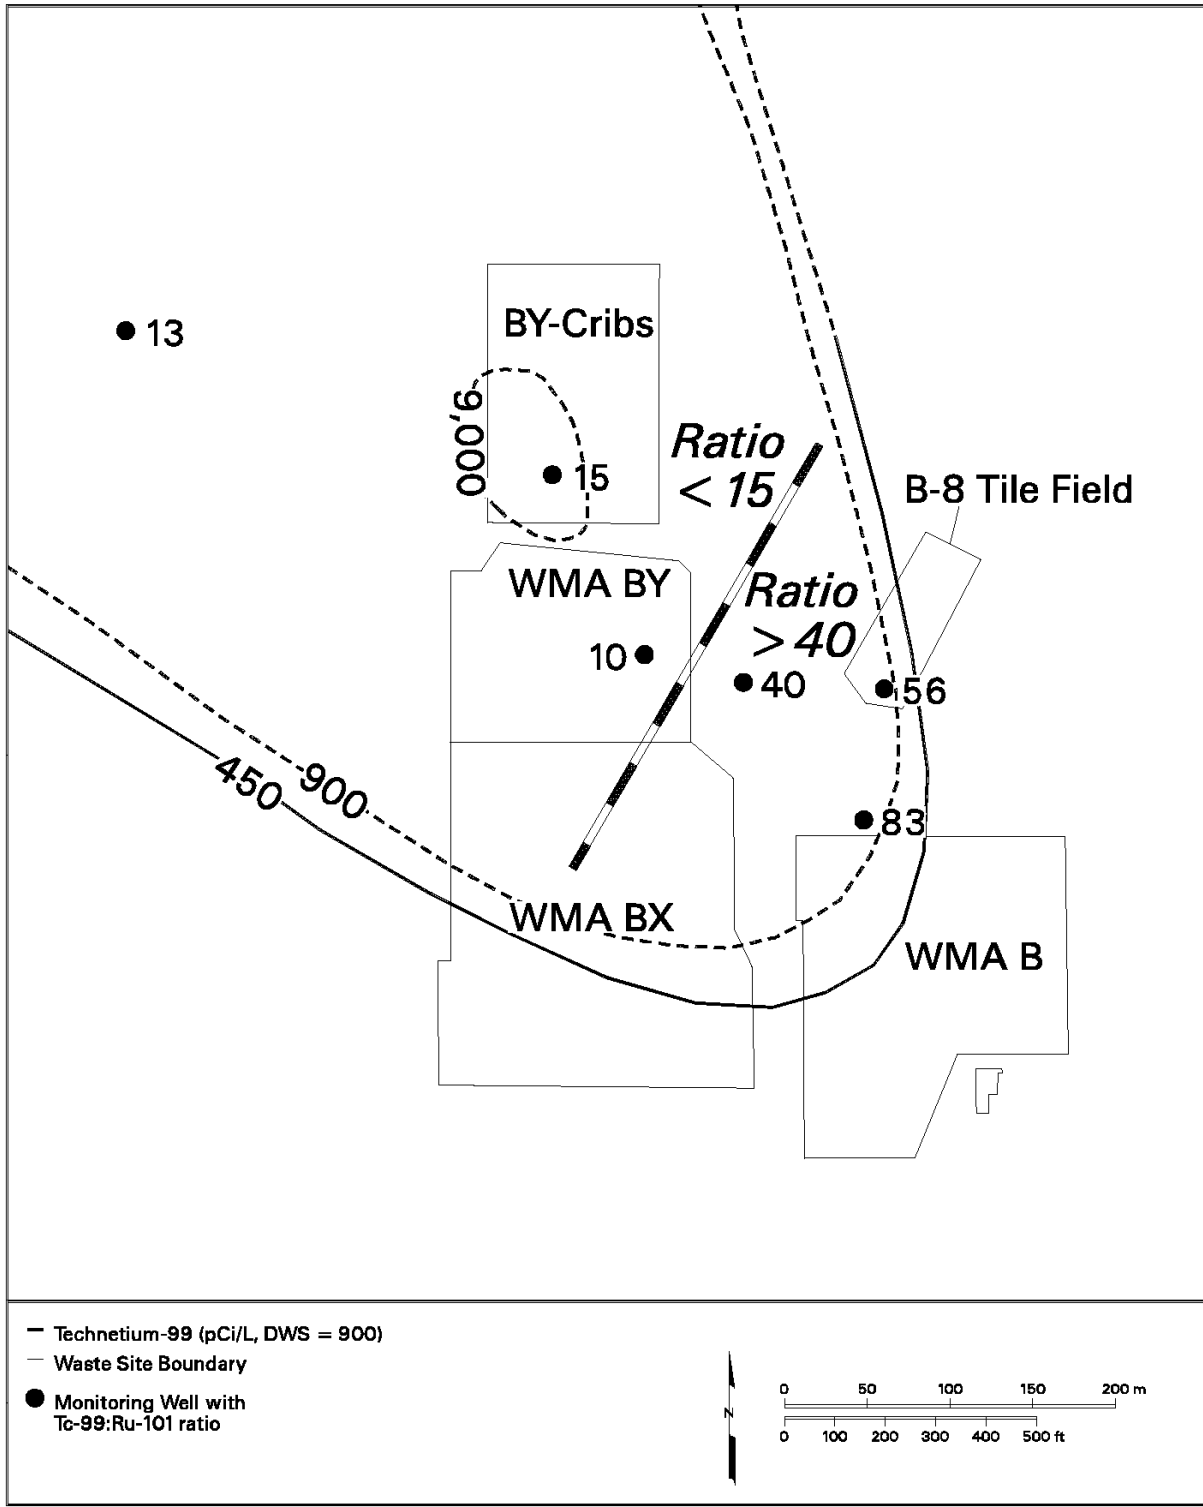 13
BY-Cribs
9,000
15
Ratio
< 15
B-8 Tile Field
WMA BY
Ratio
> 40
10
40
56
450
900
83
WMA BX
WMA B
Technetium-99 (pCi/L, DWS = 900)
Waste Site Boundary
Monitoring Well with
Tc-99:Ru-101 ratio
N
0 50 100 150 200 m
0 100 200 300 400 500 ft